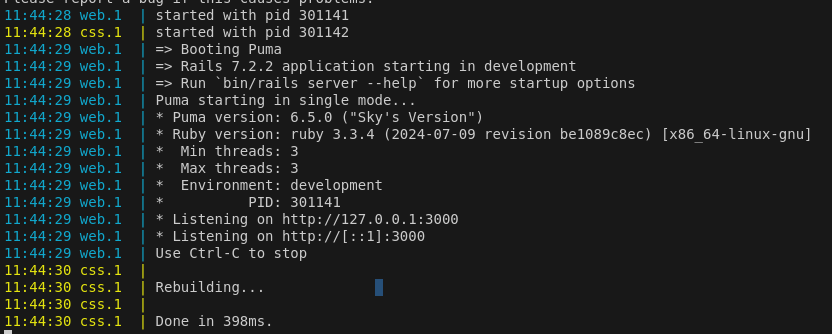 Please report a bug if this causes problems.
11:44:28 web.1  | started with pid 301141
11:44:28 css.1  | started with pid 301142
11:44:29 web.1  | => Booting Puma
11:44:29 web.1  | => Rails 7.2.2 application starting in development
11:44:29 web.1  | => Run `bin/rails server --help` for more startup options
11:44:29 web.1  | Puma starting in single mode...
11:44:29 web.1  | * Puma version: 6.5.0 ("Sky's Version")
11:44:29 web.1  | * Ruby version: ruby 3.3.4 (2024-07-09 revision be1089c8ec) [x86_64-linux-gnu]
11:44:29 web.1  | *  Min threads: 3
11:44:29 web.1  | *  Max threads: 3
11:44:29 web.1  | *  Environment: development
11:44:29 web.1  | *          PID: 301141
11:44:29 web.1  | * Listening on http://127.0.0.1:3000
11:44:29 web.1  | * Listening on http://[::1]:3000
11:44:29 web.1  | Use Ctrl-C to stop
11:44:30 css.1  |
11:44:30 css.1  | Rebuilding...
11:44:30 css.1  |
11:44:30 css.1  | Done in 398ms.